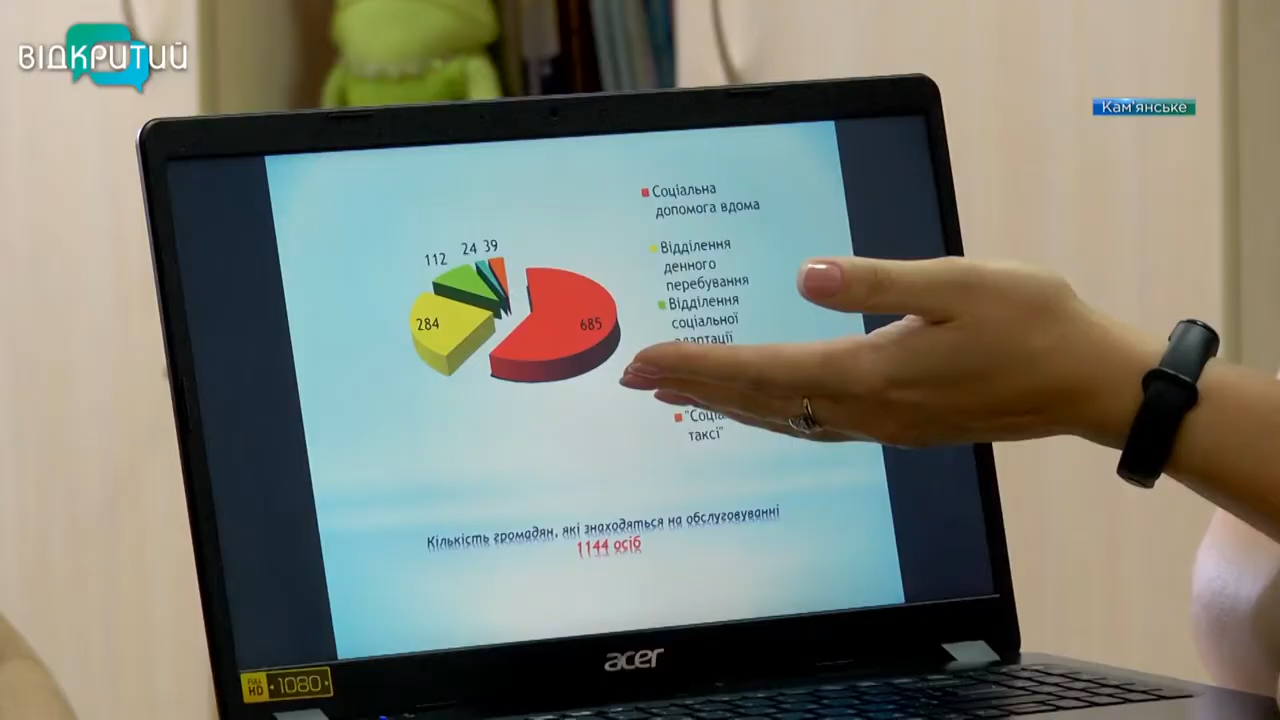 ВІДКРИТИЙ
Кам'янське
Соціальна
допомога вдома
Відділення
денного
перебування
Відділення
соціальної
таксі"
112
24
39
284
685
Кількість громадян, які знаходяться на обслуговуванні
1144 осіб
acer
FULL HD 1080